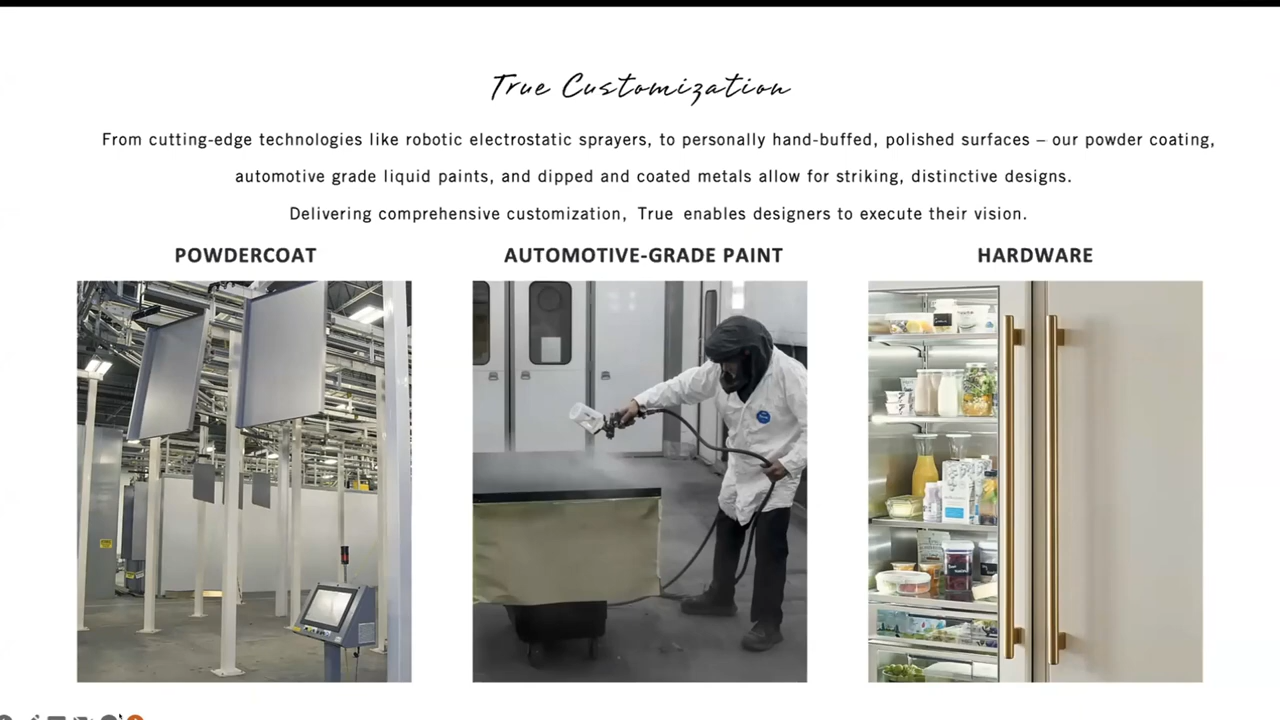 True Customization
From cutting-edge technologies like robotic electrostatic sprayers, to personally hand-buffed, polished surfaces – our powder coating,
automotive grade liquid paints, and dipped and coated metals allow for striking, distinctive designs.
Delivering comprehensive customization, True enables designers to execute their vision.
POWDERCOAT
AUTOMOTIVE-GRADE PAINT
HARDWARE